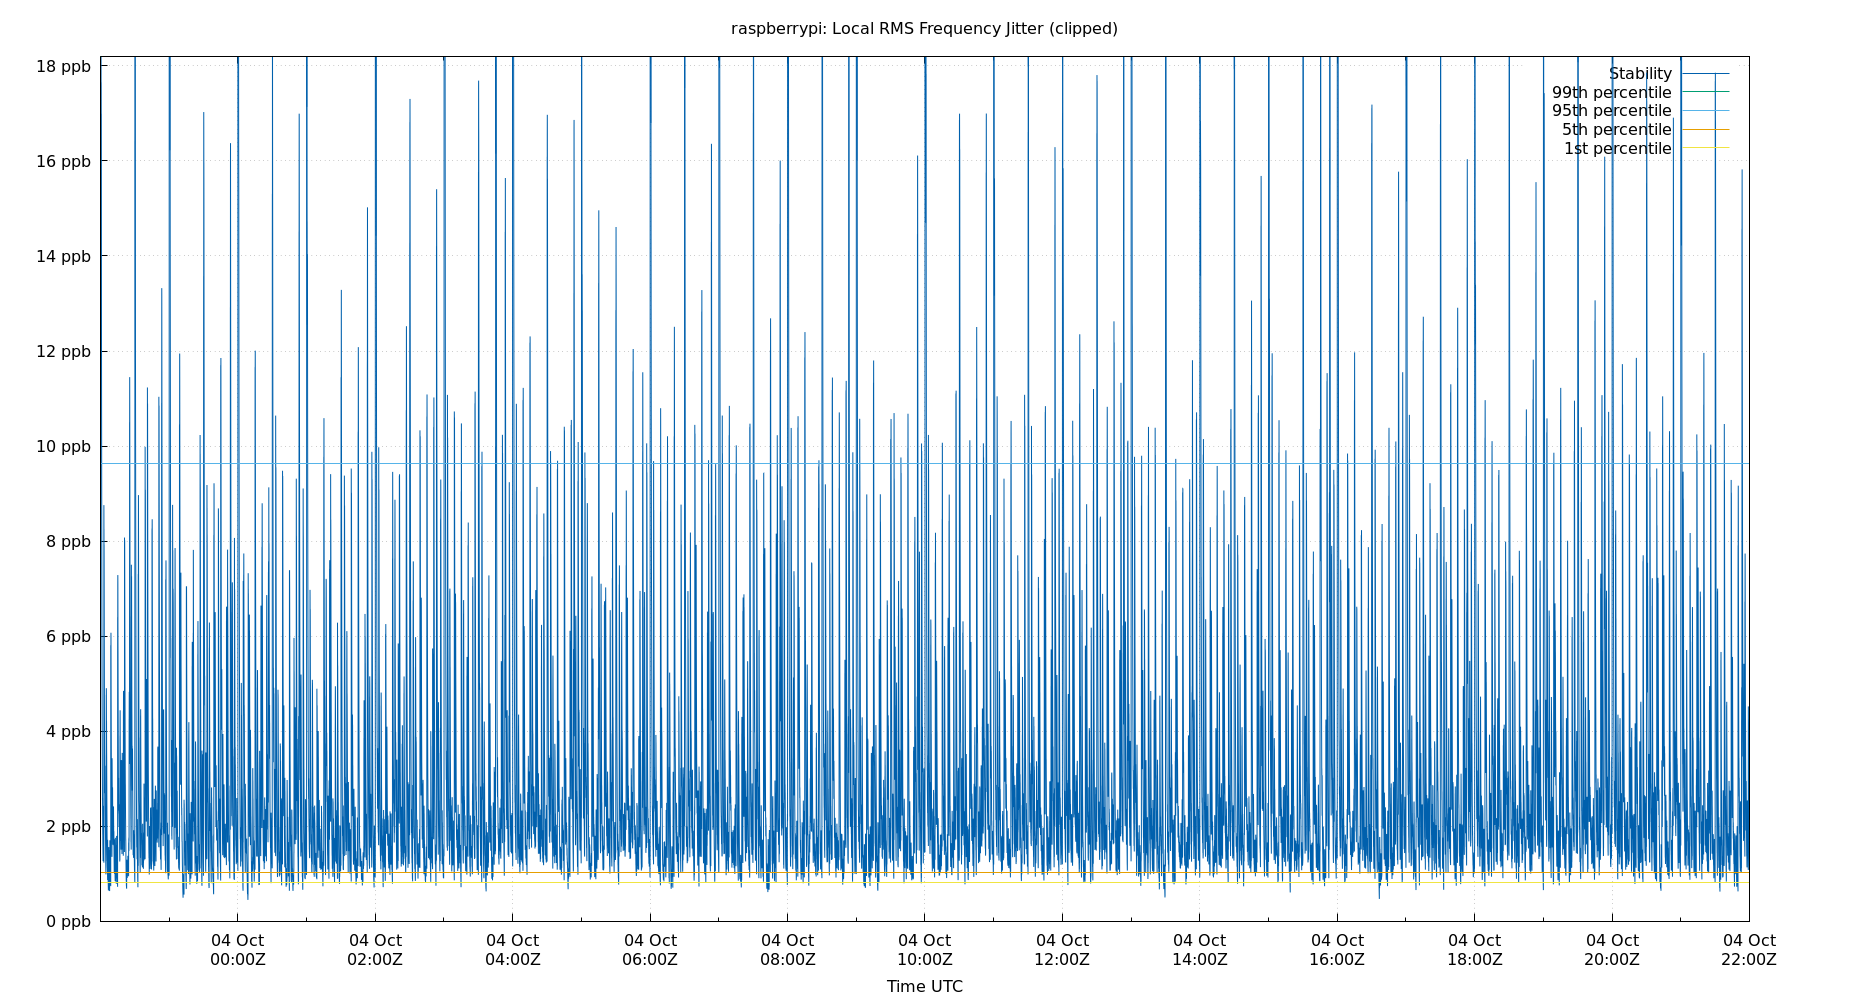 raspberrypi: Local RMS Frequency Jitter (clipped)
18 ppb
16 ppb
14 ppb
12 ppb
10 ppb
8 ppb
6 ppb
4 ppb
2 ppb
0 ppb
Stability
99th percentile
95th percentile
5th percentile
1st percentile
04 Oct 04 Oct 04 Oct 04 Oct 04 Oct 04 Oct 04 Oct 04 Oct 04 Oct 04 Oct 04 Oct 04 Oct
00:00Z 02:00Z 04:00Z 06:00Z 08:00Z 10:00Z 12:00Z 14:00Z 16:00Z 18:00Z 20:00Z 22:00Z
Time UTC